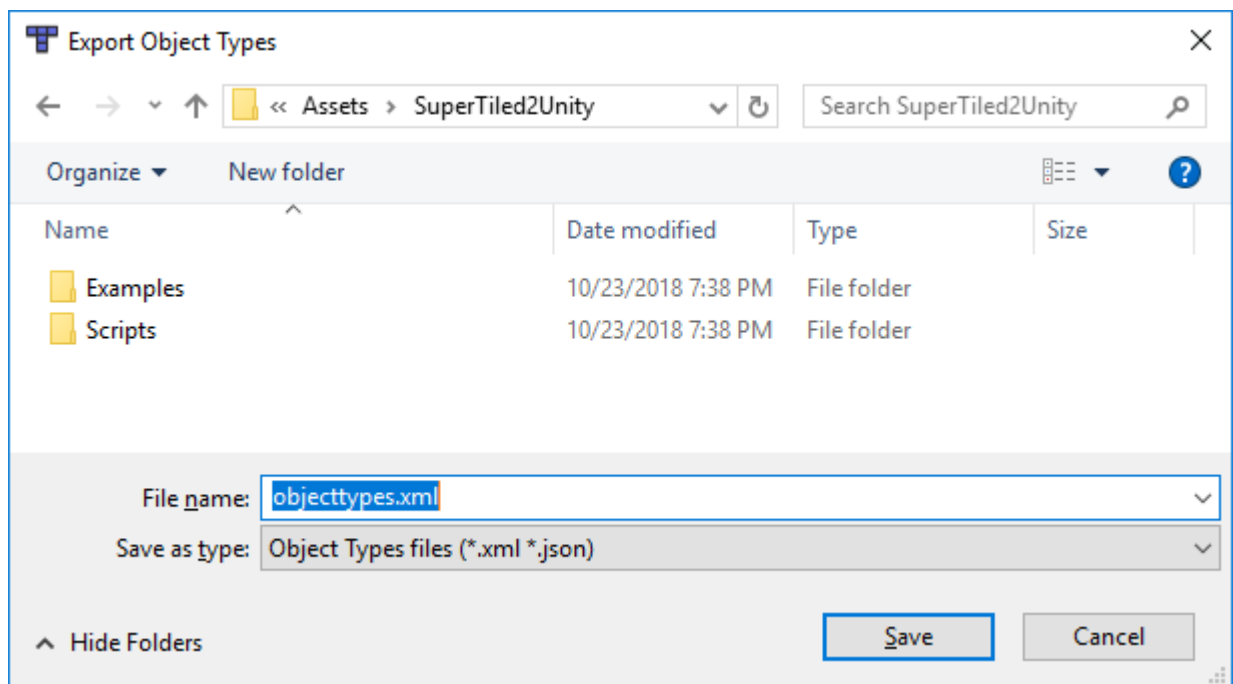 Export Object Types
« Assets > SuperTiled2Unity Search SuperTiled2Unity
Organize New folder ?
Name Date modified Type Size
Examples 10/23/2018 7:38 PM File folder
Scripts 10/23/2018 7:38 PM File folder
File name: objecttypes.xml
Save as type: Object Types files (*.xml *.json)
Hide Folders Save Cancel